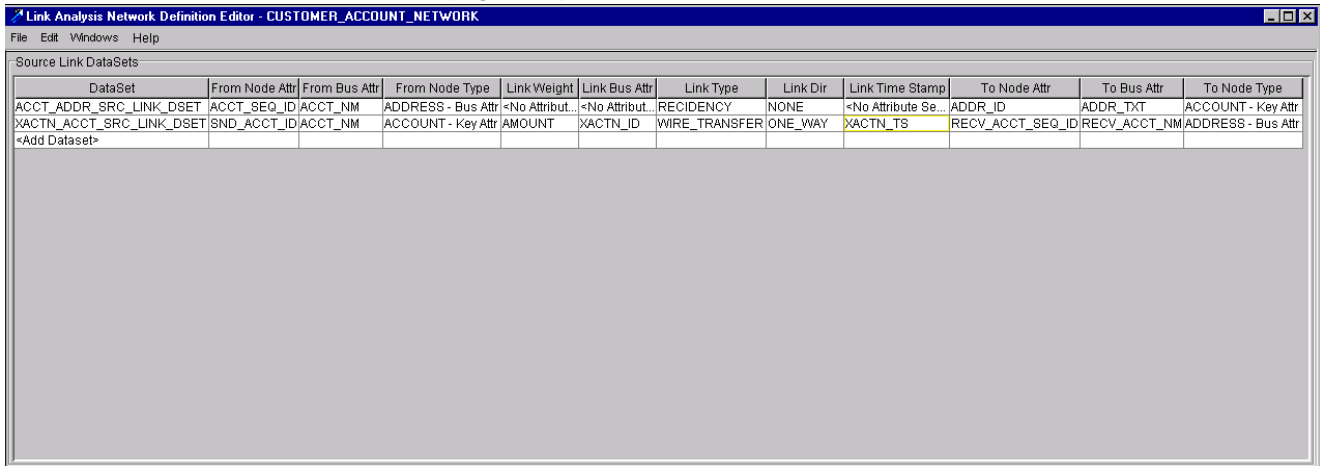 Link Analysis Network Definition Editor - CUSTOMER_ACCOUNT_NETWORK
File Edit Windows Help
Source Link DataSets
DataSet From Node Attr From Bus Attr From Node Type Link Weight Link Bus Attr Link Type Link Dir Link Time Stamp To Node Attr To Bus Attr To Node Type
ACCT_ADDR_SRC_LINK_DSET ACCT_SEQ_ID ACCT_NM ADDRESS - Bus Attr <No Attribut... <No Attribut... RECIDENCY NONE <No Attribute Se... ADDR_ID ADDR_TXT ACCOUNT - Key Attr
XACTN_ACCT_SRC_LINK_DSET SND_ACCT_ID ACCT_NM ACCOUNT - Key Attr AMOUNT XACTN_ID WIRE_TRANSFER ONE_WAY XACTN_TS RECV_ACCT_SEQ_ID RECV_ACCT_NM ADDRESS - Bus Attr
<Add Dataset>